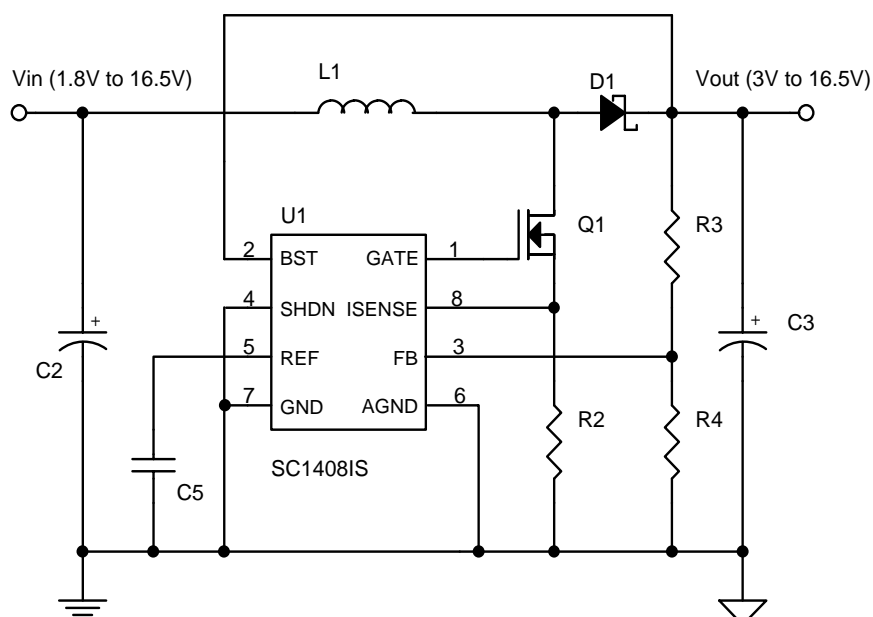 Vin (1.8V to 16.5V)
L1
D1
Vout (3V to 16.5V)
U1
Q1
R3
2
BST
GATE
1
4
SHDN
ISENSE
8
+
C2
+
C3
5
REF
FB
3
7
GND
AGND
6
R2
R4
SC1408IS
C5